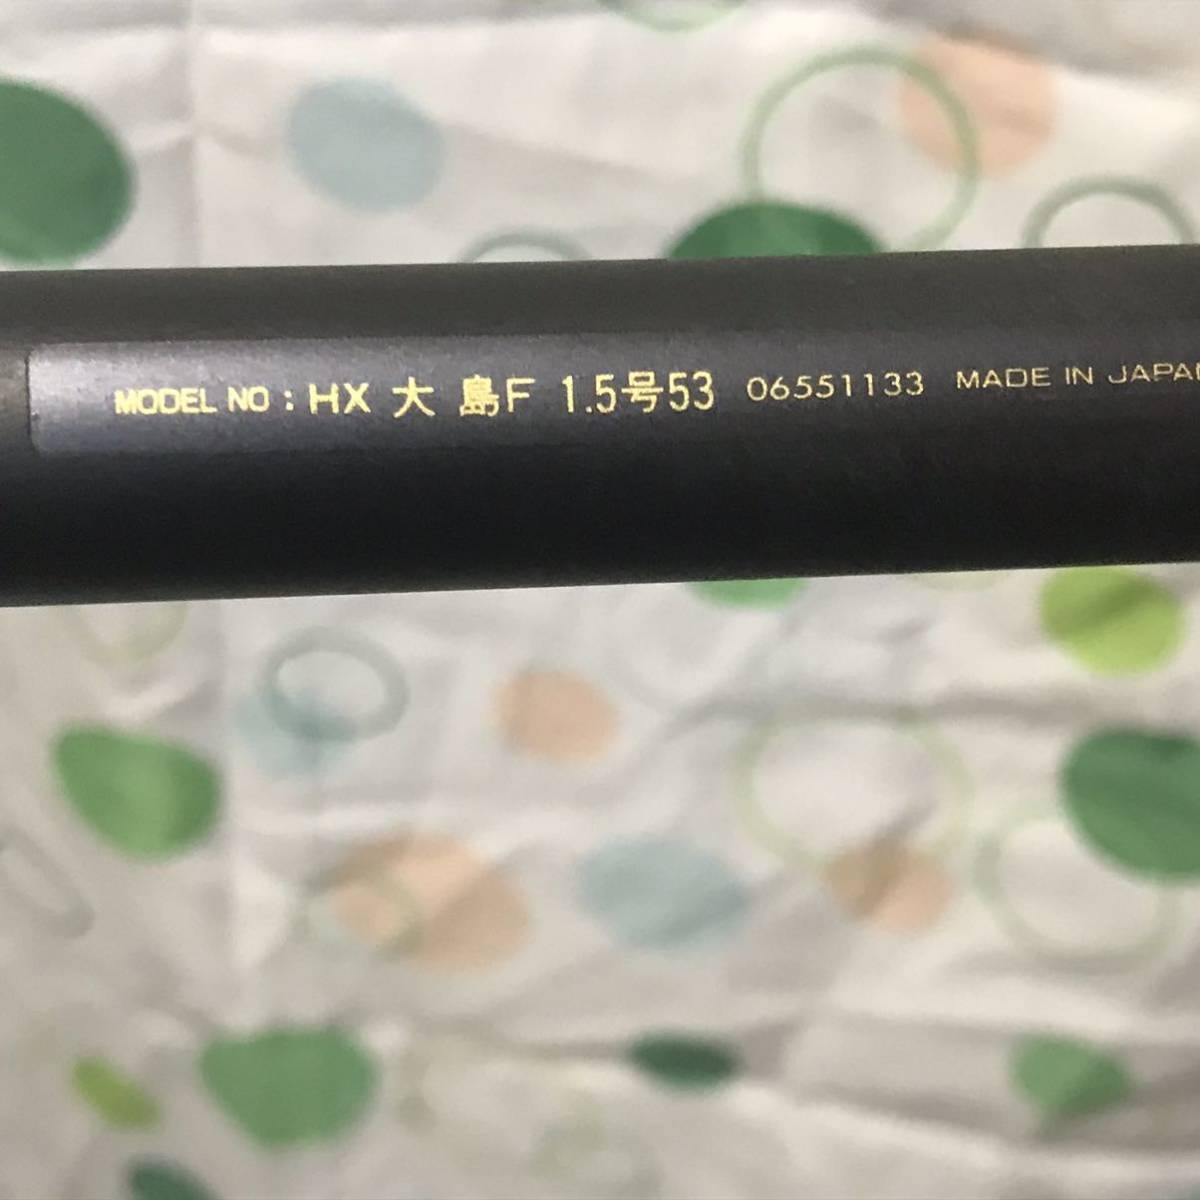 MODEL NO : HX 大 島F 1.5号53 06551133 MADE IN JAPAN